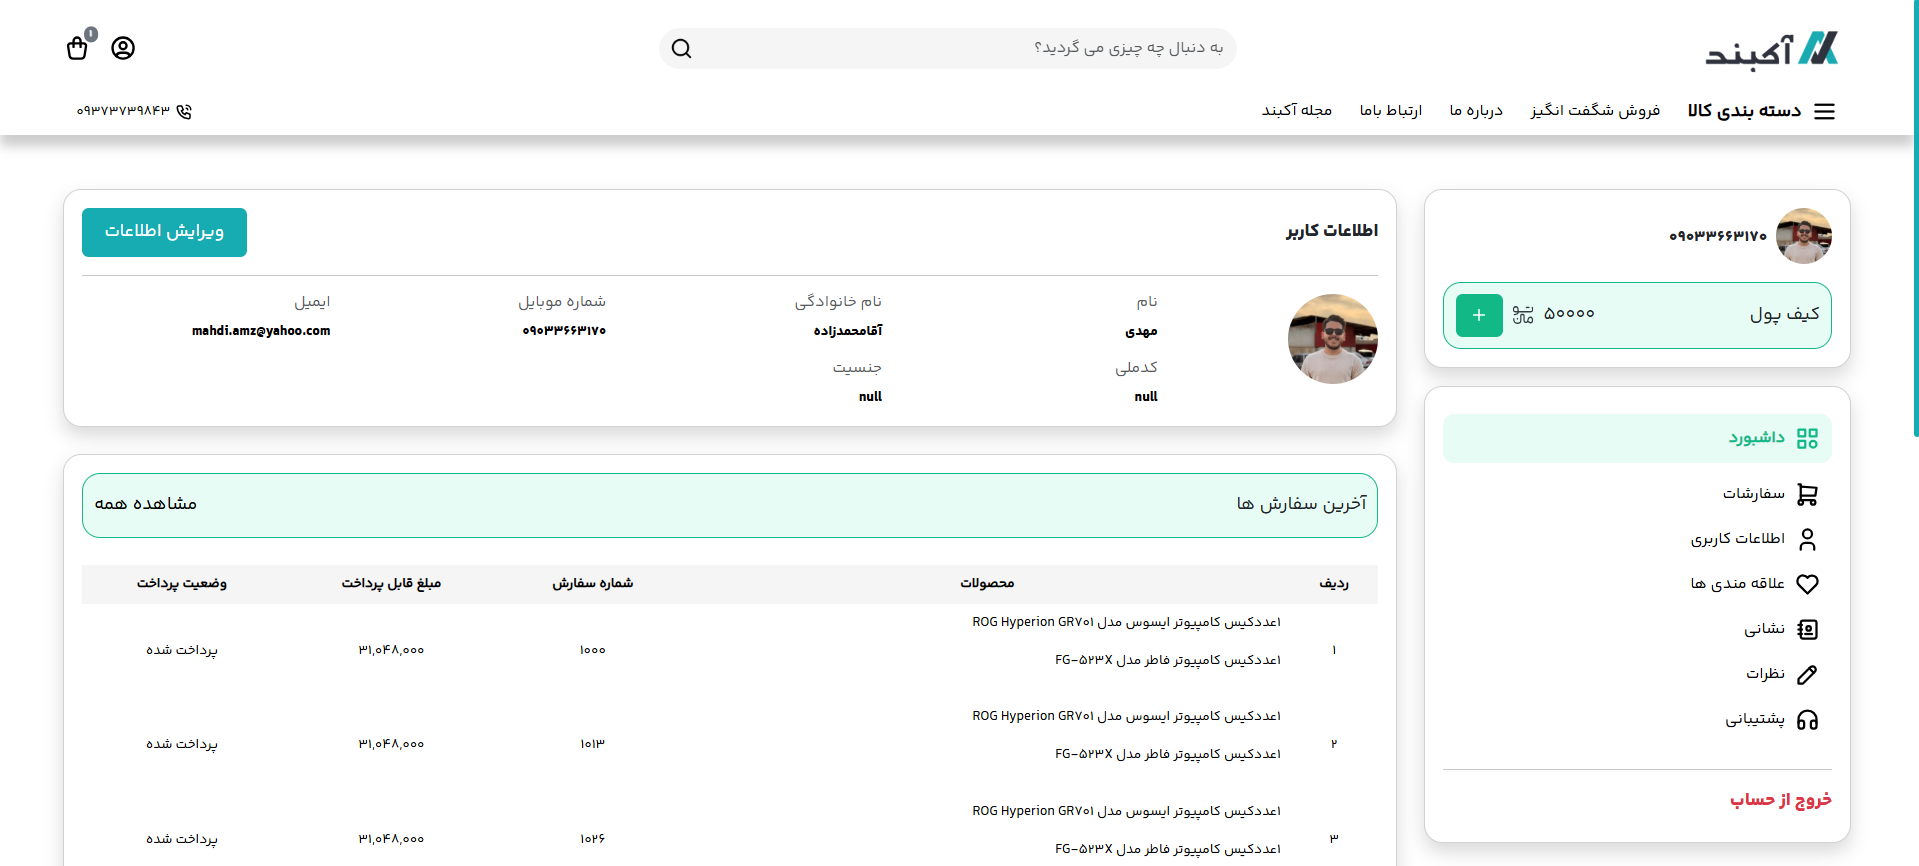 آکبند
به دنبال چه چیزی می گردید؟
۱
دسته بندی کالا
فروش شگفت انگیز
درباره ما
ارتباط باما
مجله آکبند
۰۹۳۷۳۷۳۹۸۴۳
۰۹۰۳۳۶۶۳۱۷۰
کیف پول
۵۰۰۰۰ تومان
+
داشبورد
سفارشات
اطلاعات کاربری
علاقه مندی ها
نشانی
نظرات
پشتیبانی
خروج از حساب
اطلاعات کاربر
ویرایش اطلاعات
نام
مهدی
نام خانوادگی
آقامحمدزاده
شماره موبایل
۰۹۰۳۳۶۶۳۱۷۰
ایمیل
mahdi.amz@yahoo.com
کدملی
null
جنسیت
null
آخرین سفارش ها
مشاهده همه
ردیف محصولات شماره سفارش مبلغ قابل پرداخت وضعیت پرداخت
۱عددکیس کامپیوتر ایسوس مدل ROG Hyperion GR۷۰۱
۱ ۱۰۰۰ ۳۱,۰۴۸,۰۰۰ پرداخت شده
۱عددکیس کامپیوتر فاطر مدل FG-۵۲۳X
۱عددکیس کامپیوتر ایسوس مدل ROG Hyperion GR۷۰۱
۲ ۱۰۱۳ ۳۱,۰۴۸,۰۰۰ پرداخت شده
۱عددکیس کامپیوتر فاطر مدل FG-۵۲۳X
۱عددکیس کامپیوتر ایسوس مدل ROG Hyperion GR۷۰۱
۳ ۱۰۲۶ ۳۱,۰۴۸,۰۰۰ پرداخت شده
۱عددکیس کامپیوتر فاطر مدل FG-۵۲۳X